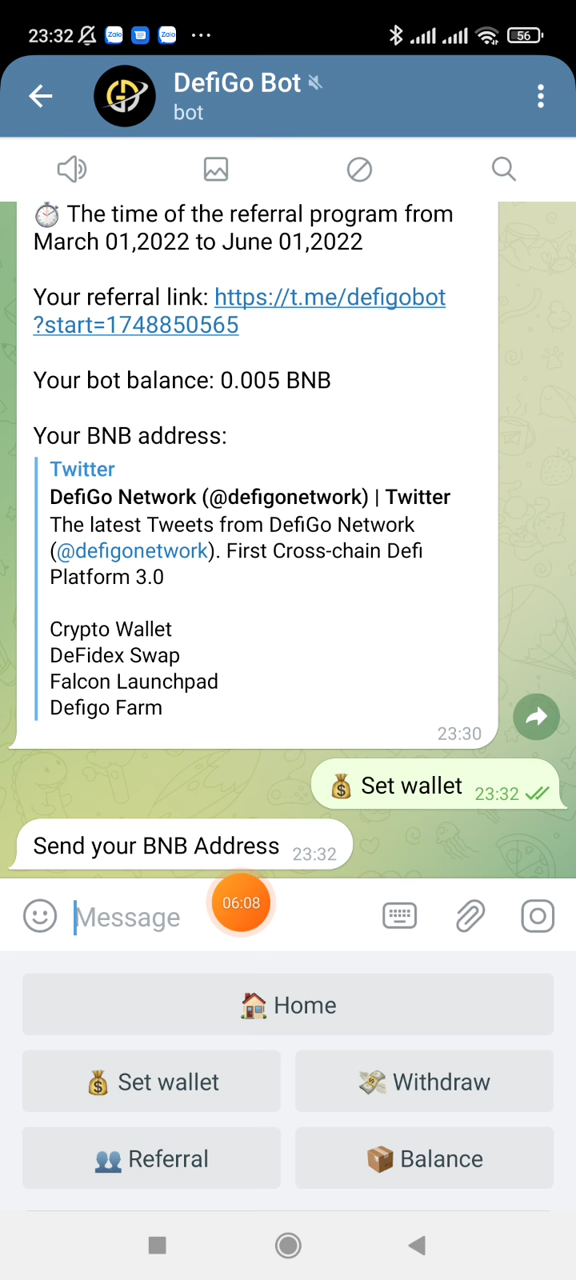 23:32
Zalo
Zalo
56
DefiGo Bot
bot
The time of the referral program from
March 01,2022 to June 01,2022
Your referral link: https://t.me/defigobot
?start=1748850565
Your bot balance: 0.005 BNB
Your BNB address:
Twitter
DefiGo Network (@defigonetwork) | Twitter
The latest Tweets from DefiGo Network
(@defigonetwork). First Cross-chain Defi
Platform 3.0
Crypto Wallet
DeFidex Swap
Falcon Launchpad
Defigo Farm
23:30
Set wallet 23:32
Send your BNB Address 23:32
Message
06:08
Home
Set wallet
Withdraw
Referral
Balance